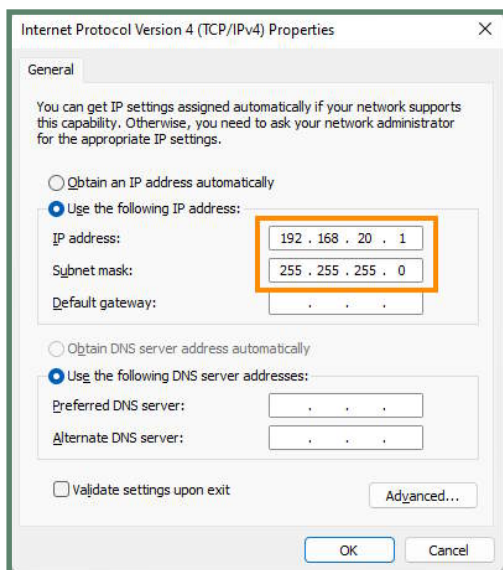 Internet Protocol Version 4 (TCP/IPv4) Properties
General
You can get IP settings assigned automatically if your network supports
this capability. Otherwise, you need to ask your network administrator
for the appropriate IP settings.
Obtain an IP address automatically
Use the following IP address:
IP address: 192 . 168 . 20 . 1
Subnet mask: 255 . 255 . 255 . 0
Default gateway: . . .
Obtain DNS server address automatically
Use the following DNS server addresses:
Preferred DNS server: . . .
Alternate DNS server: . . .
Validate settings upon exit
Advanced...
OK Cancel